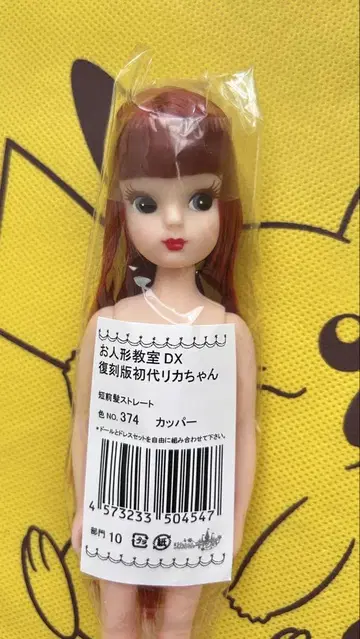 お人形教室 DX
復刻版初代リカちゃん
短前髪ストレート
色 NO. 374 カッパー
*ドールとドレスセットを自由に組み合わせて下さい。
4 573233 504547
部門 10 プラ 紙